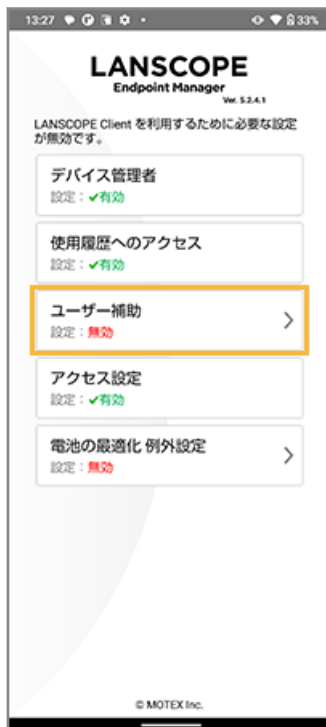 13:27
33%
LANSCOPE
Endpoint Manager
Ver. 5.2.4.1
LANSCOPE Client を利用するために必要な設定
が無効です。
デバイス管理者
設定：✔有効
使用履歴へのアクセス
設定：✔有効
ユーザー補助
設定：無効
アクセス設定
設定：✔有効
電池の最適化 例外設定
設定：無効
© MOTEX Inc.